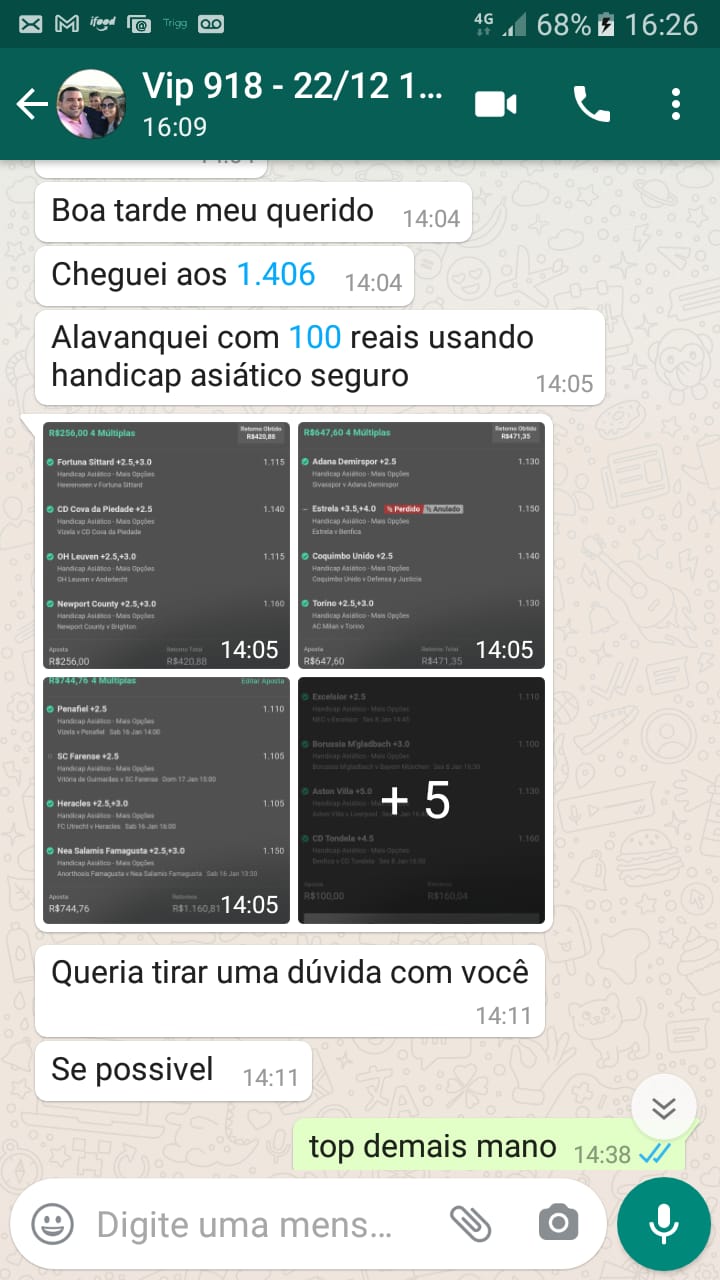 ifood Trigg 4G 68% 16:26
Vip 918 - 22/12 1...
16:09
Boa tarde meu querido 14:04
Cheguei aos 1.406 14:04
Alavanquei com 100 reais usando
handicap asiático seguro 14:05
R$256,00 4 Múltiplas Retorno Obtido
R$420,88
Fortuna Sittard +2.5,+3.0 1.115
Handicap Asiático - Mais Opções
Heerenveen v Fortuna Sittard
CD Cova da Piedade +2.5 1.140
Handicap Asiático - Mais Opções
Vizela v CD Cova da Piedade
OH Leuven +2.5,+3.0 1.115
Handicap Asiático - Mais Opções
OH Leuven v Anderlecht
Newport County +2.5,+3.0 1.160
Handicap Asiático - Mais Opções
Newport County v Brighton
Aposta Retorno Total
R$256,00 R$420,88 14:05
R$647,60 4 Múltiplas Retorno Obtido
R$471,35
Adana Demirspor +2.5 1.130
Handicap Asiático - Mais Opções
Sivasspor v Adana Demirspor
Estrela +3.5,+4.0 ½ Perdido ½ Anulado 1.150
Handicap Asiático - Mais Opções
Estrela v Benfica
Coquimbo Unido +2.5 1.140
Handicap Asiático - Mais Opções
Coquimbo Unido v Defensa y Justicia
Torino +2.5,+3.0 1.130
Handicap Asiático - Mais Opções
AC Milan v Torino
Aposta Retorno Total
R$647,60 R$471,35 14:05
R$744,76 4 Múltiplas Editar Aposta
Penafiel +2.5 1.110
Handicap Asiático - Mais Opções
Vizela v Penafiel Sab 16 Jan 14:00
SC Farense +2.5 1.105
Handicap Asiático - Mais Opções
Vitória de Guimarães v SC Farense Dom 17 Jan 15:00
Heracles +2.5,+3.0 1.105
Handicap Asiático - Mais Opções
FC Utrecht v Heracles Sab 16 Jan 16:00
Nea Salamis Famagusta +2.5,+3.0 1.150
Handicap Asiático - Mais Opções
Anorthosis Famagusta v Nea Salamis Famagusta Sab 16 Jan 13:30
Aposta Retornos
R$744,76 R$1.160,81 14:05
Excelsior +2.5 1.110
Handicap Asiático - Mais Opções
NEC v Excelsior Sex 8 Jan
Borussia M'gladbach +3.0 1.100
Handicap Asiático - Mais Opções
Borussia M'gladbach v Bayern München Sex 8 Jan 16:30
Aston Villa +5.0 1.130
Aston Villa v Liverpool
+ 5
CD Tondela +4.5 1.160
Handicap Asiático - Mais Opções
Benfica v CD Tondela Sex 8 Jan
Aposta
R$100,00 R$160,04
Queria tirar uma dúvida com você
14:11
Se possivel 14:11
top demais mano 14:38
Digite uma mens...